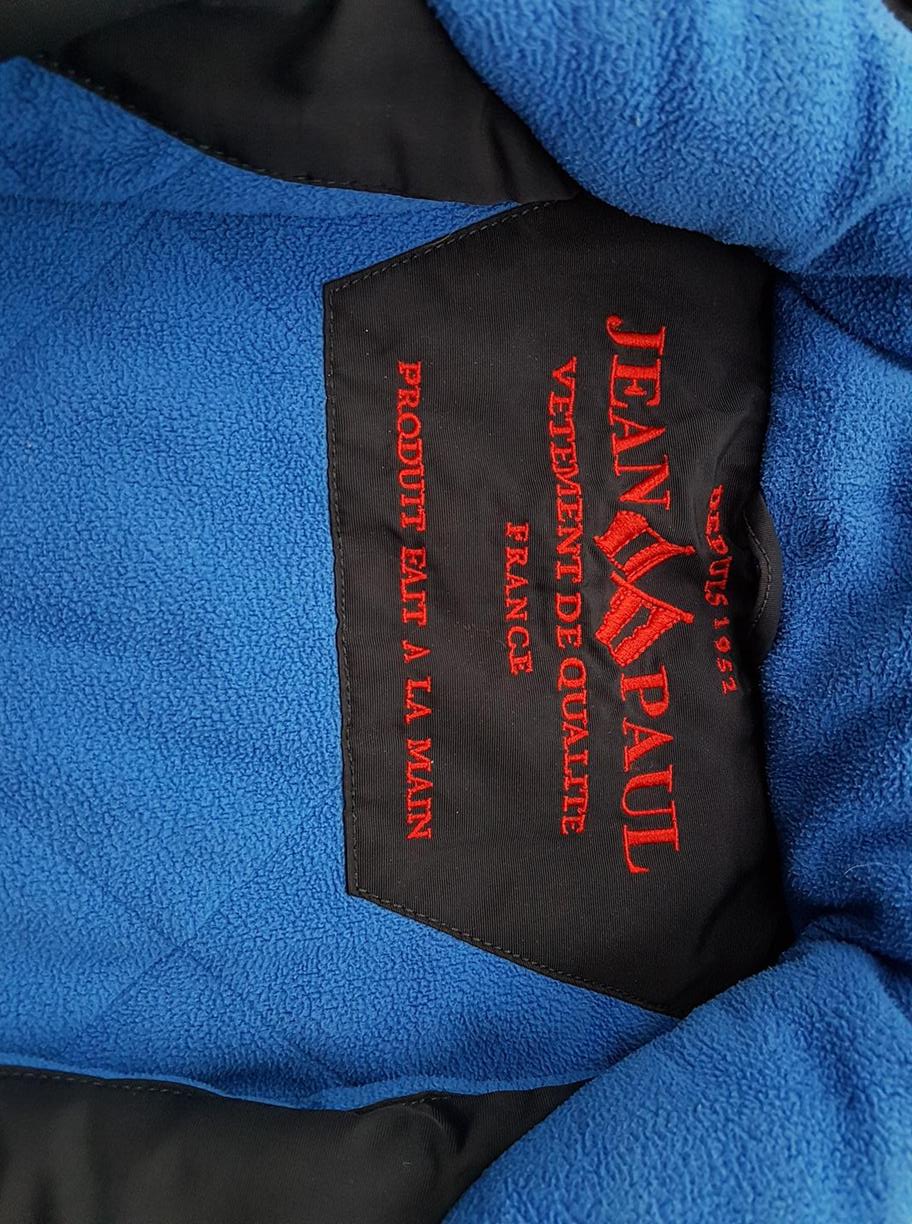 DEPUIS 1952
JEAN PAUL
VETEMENT DE QUALITE
FRANCE
PRODUIT FAIT A LA MAIN